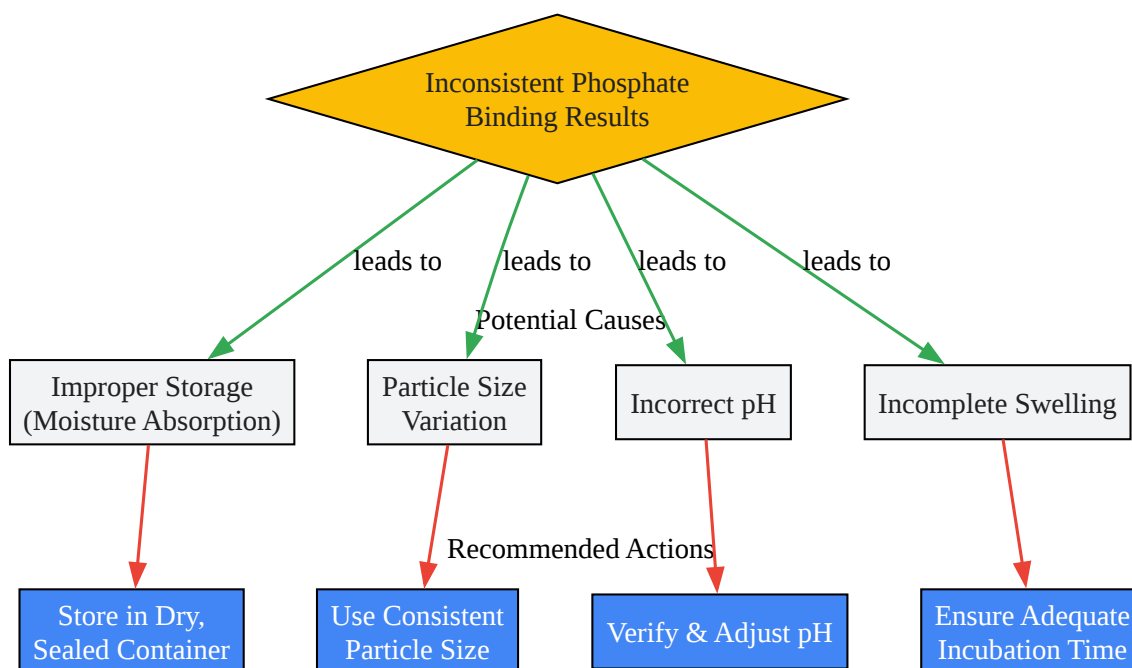 Inconsistent Phosphate
Binding Results
leads to
leads to
leads to
leads to
Potential Causes
Improper Storage
(Moisture Absorption)
Particle Size
Variation
Incorrect pH
Incomplete Swelling
Recommended Actions
Store in Dry,
Sealed Container
Use Consistent
Particle Size
Verify & Adjust pH
Ensure Adequate
Incubation Time